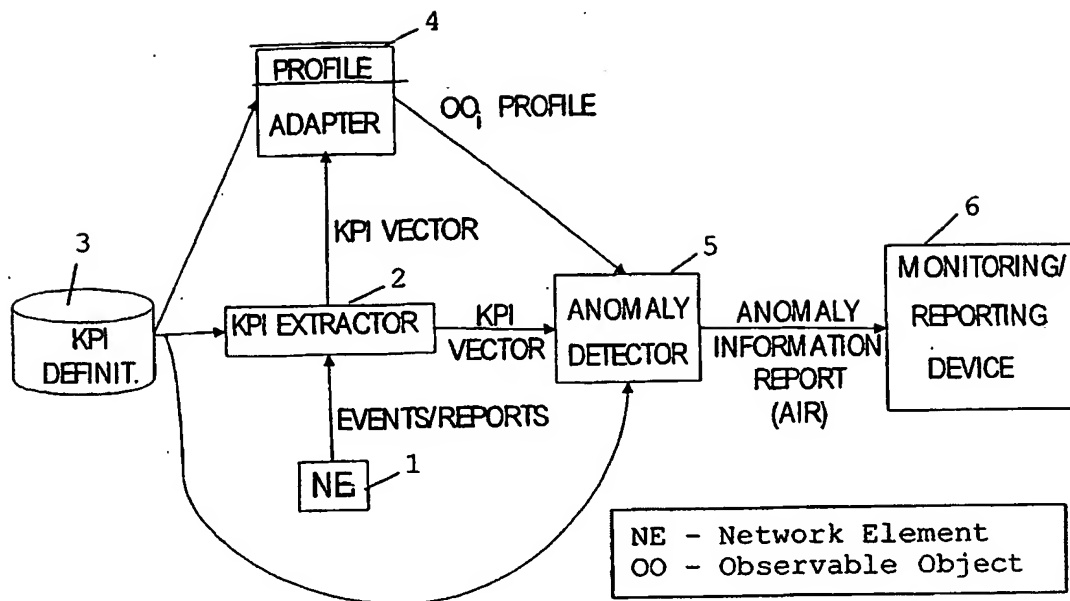 4
PROFILE
ADAPTER
OOi PROFILE
KPI VECTOR
3
KPI
DEFINIT.
2
KPI EXTRACTOR
KPI
VECTOR
5
ANOMALY
DETECTOR
ANOMALY
INFORMATION
REPORT
(AIR)
6
MONITORING/
REPORTING
DEVICE
EVENTS/REPORTS
1
NE
NE - Network Element
OO - Observable Object